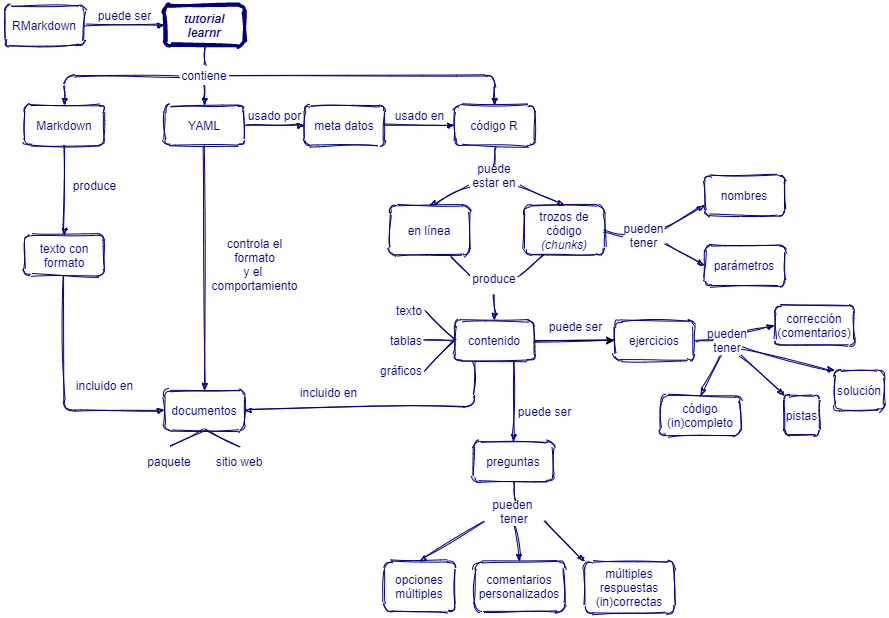 RMarkdown
puede ser
tutorial
learnr
contiene
Markdown
YAML
usado por
meta datos
usado en
código R
produce
puede
estar en
nombres
en línea
trozos de
código
(chunks)
pueden
tener
parámetros
texto con
formato
controla el
formato
y el
comportamiento
produce
texto
tablas
gráficos
contenido
puede ser
ejercicios
pueden
tener
corrección
(comentarios)
solución
código
(in)completo
pistas
incluido en
incluido en
documentos
puede ser
paquete
sitio web
preguntas
pueden
tener
opciones
múltiples
comentarios
personalizados
múltiples
respuestas
(in)correctas